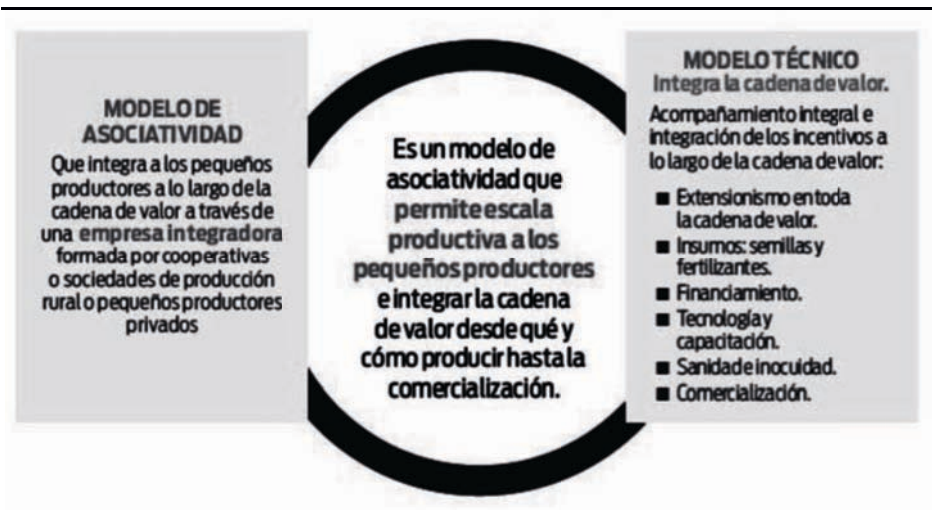 MODELO DE
ASOCIATIVIDAD
Que integra a los pequeños
productores a lo largo de la
cadena de valor a través de
una empresa integradora
formada por cooperativas
o sociedades de producción
rural o pequeños productores
privados
Es un modelo de
asociatividad que
permite escala
productiva a los
pequeños productores
e integrar la cadena
de valor desde qué y
cómo producir hasta la
comercialización.
MODELO TÉCNICO
Integra la cadena de valor.
Acompañamiento integral e
integración de los incentivos a
lo largo de la cadena de valor:
■ Extensionismo en toda
la cadena de valor.
■ Insumos: semillas y
fertilizantes.
■ Financiamiento.
■ Tecnología y
capacitación.
■ Sanidad e inocuidad.
■ Comercialización.